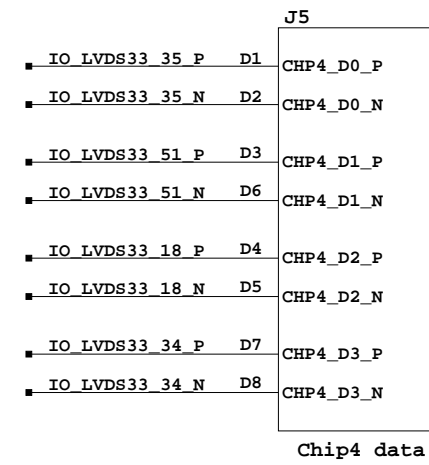 J5
IO_LVDS33_35_P D1 CHP4_D0_P
IO_LVDS33_35_N D2 CHP4_D0_N
IO_LVDS33_51_P D3 CHP4_D1_P
IO_LVDS33_51_N D6 CHP4_D1_N
IO_LVDS33_18_P D4 CHP4_D2_P
IO_LVDS33_18_N D5 CHP4_D2_N
IO_LVDS33_34_P D7 CHP4_D3_P
IO_LVDS33_34_N D8 CHP4_D3_N
Chip4 data